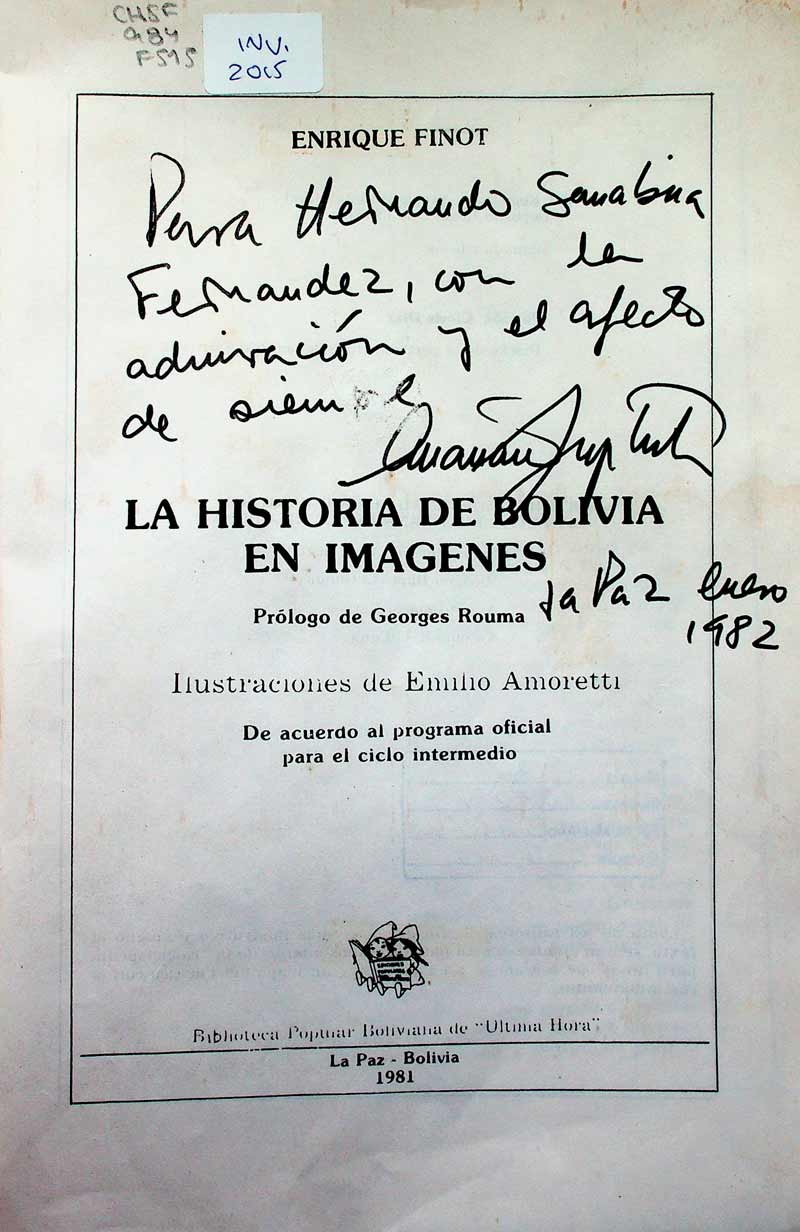 CHSF
984
F515
INV.
2015
ENRIQUE FINOT
Para Hernando Sanabria
Fernandez, con la
admiración y el afecto
de siempre
LA HISTORIA DE BOLIVIA
EN IMAGENES
La Paz enero
1982
Prólogo de Georges Rouma
Ilustraciones de Emilio Amoretti
De acuerdo al programa oficial
para el ciclo intermedio
Biblioteca Popular Boliviana de "Ultima Hora"
La Paz - Bolivia
1981